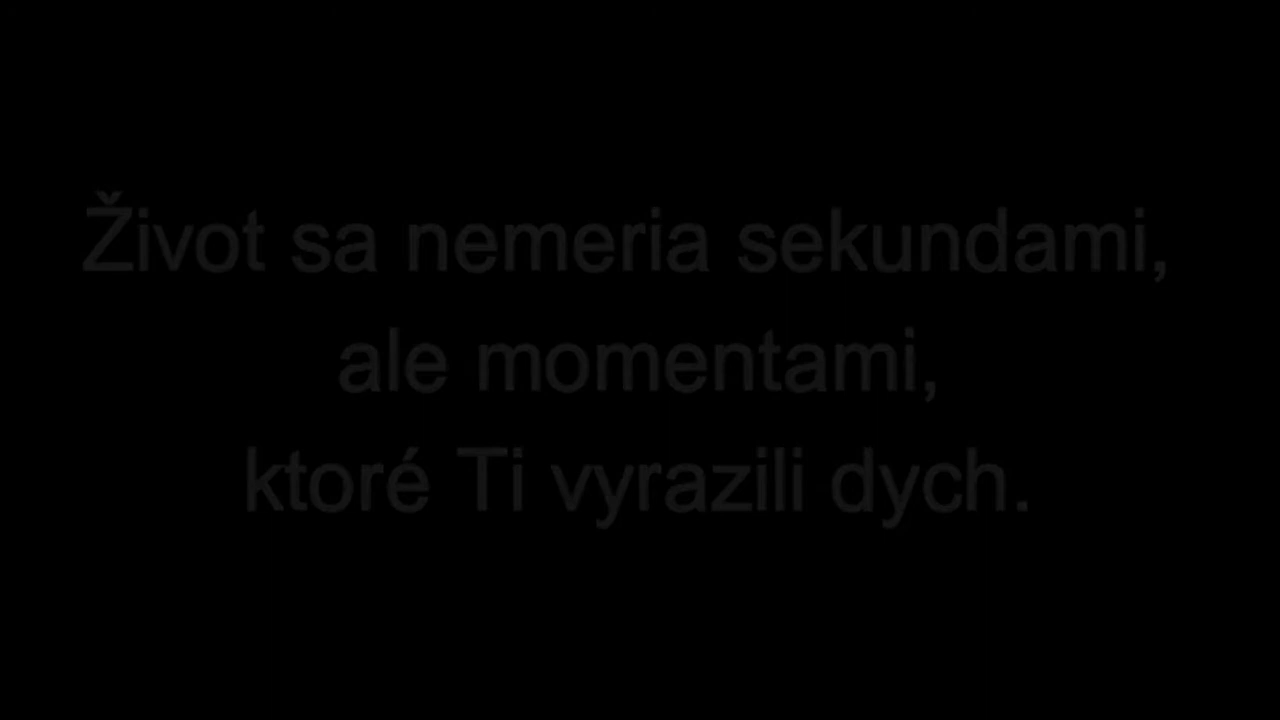 Život sa nemeria sekundami,
ale momentami,
ktoré Ti vyrazili dych.